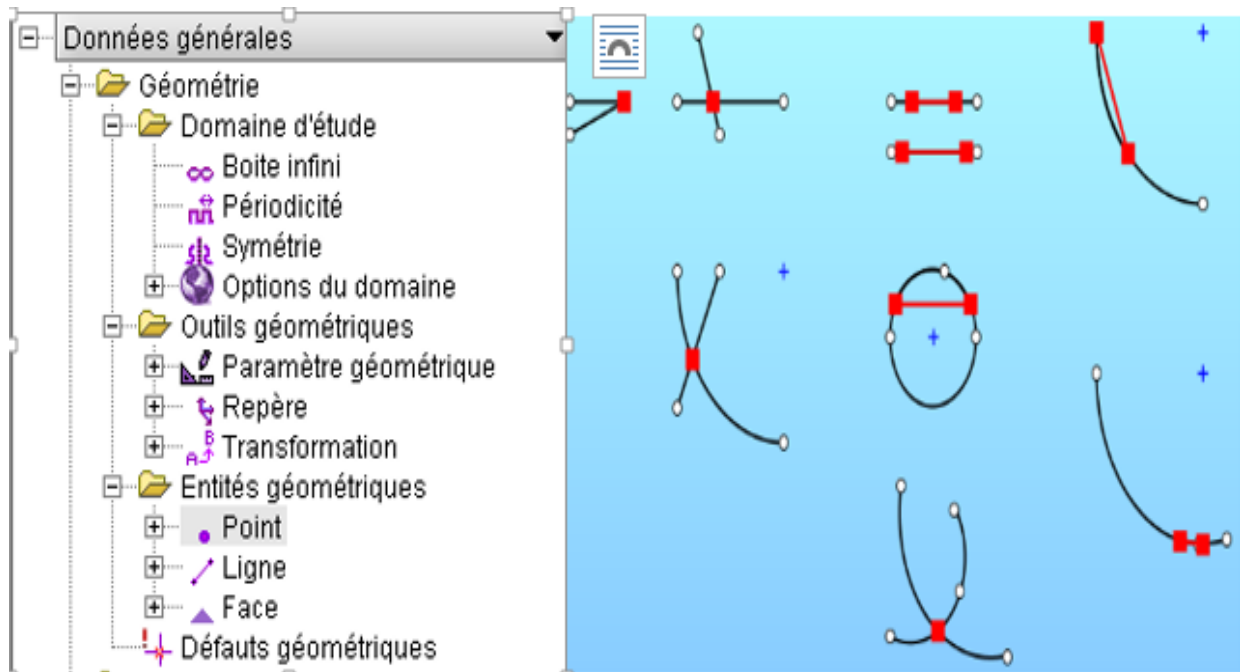 Données générales
Géométrie
Domaine d'étude
Boite infini
Périodicité
Symétrie
Options du domaine
Outils géométriques
Paramètre géométrique
Repère
Transformation
Entités géométriques
Point
Ligne
Face
Défauts géométriques